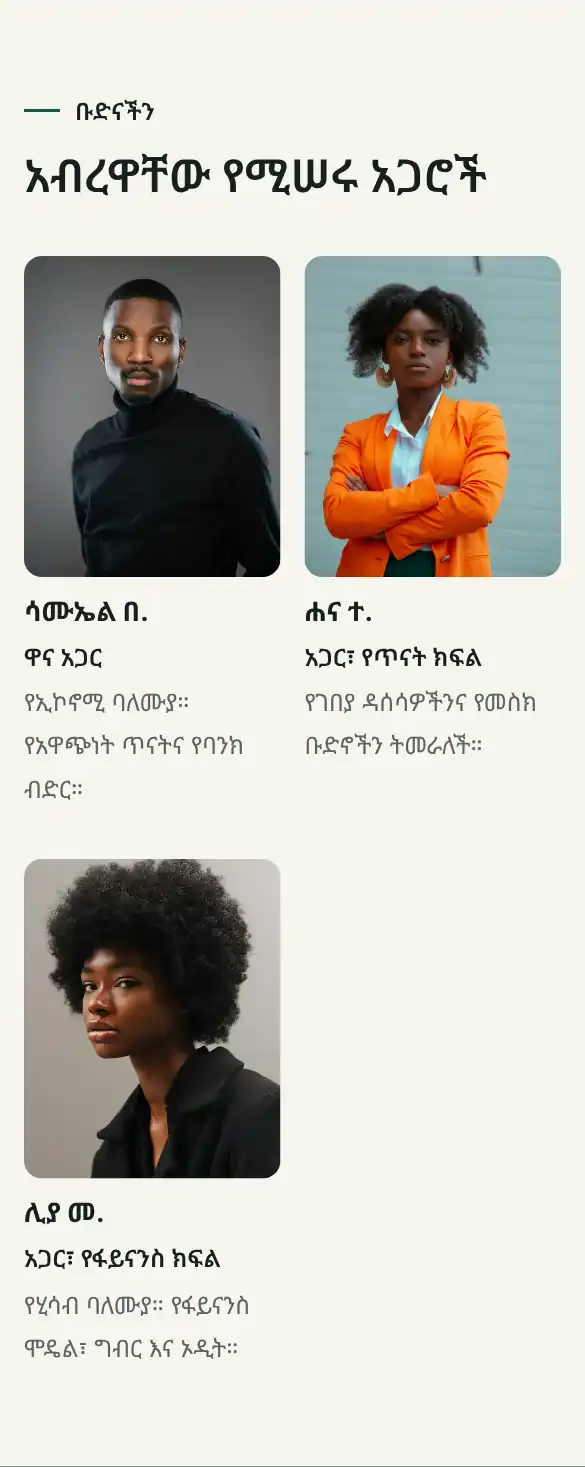 ቡድናችን
አብረዋቸው የሚሠሩ አጋሮች
ሳሙኤል በ.
ዋና አጋር
የኢኮኖሚ ባለሙያ።
የአዋጭነት ጥናትና የባንክ
ብድር።
ሐና ተ.
አጋር፣ የጥናት ክፍል
የገበያ ዳሰሳዎችንና የመስክ
ቡድኖችን ትመራለች።
ሊያ መ.
አጋር፣ የፋይናንስ ክፍል
የሂሳብ ባለሙያ። የፋይናንስ
ሞዴል፣ ግብር እና ኦዲት።